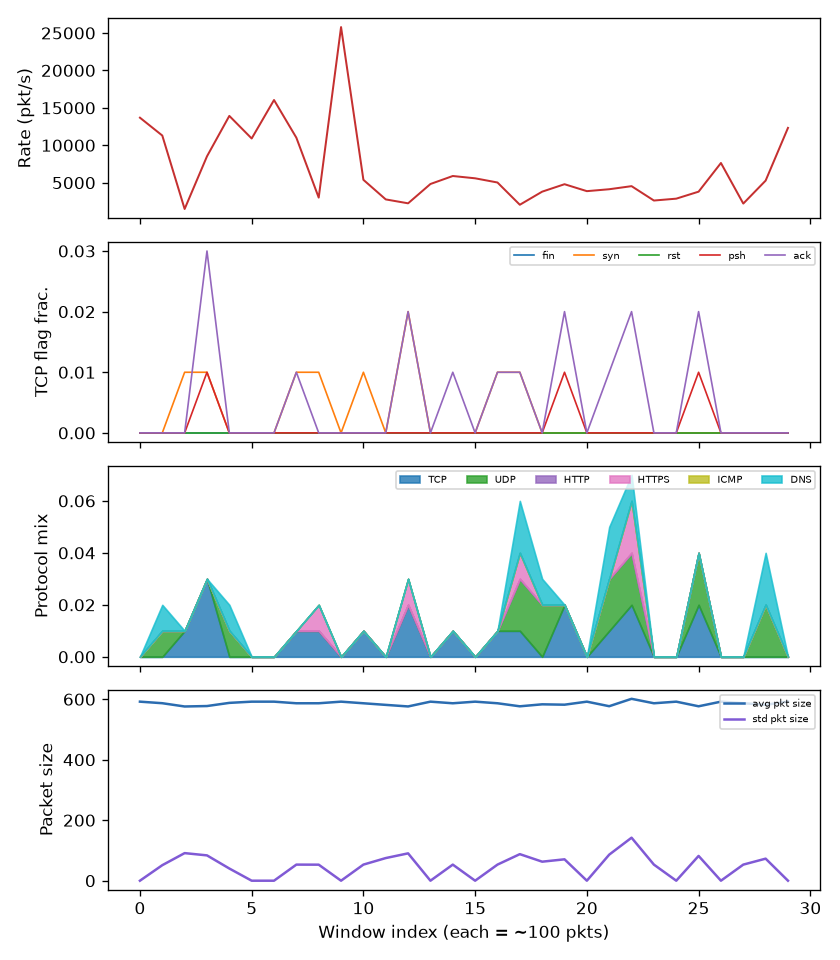 25000
20000
15000
10000
5000
Rate (pkt/s)
0.03
0.02
0.01
0.00
TCP flag frac.
fin syn rst psh ack
0.06
0.04
0.02
0.00
Protocol mix
TCP UDP HTTP HTTPS ICMP DNS
600
400
200
0
Packet size
avg pkt size
std pkt size
0 5 10 15 20 25 30
Window index (each = ~100 pkts)